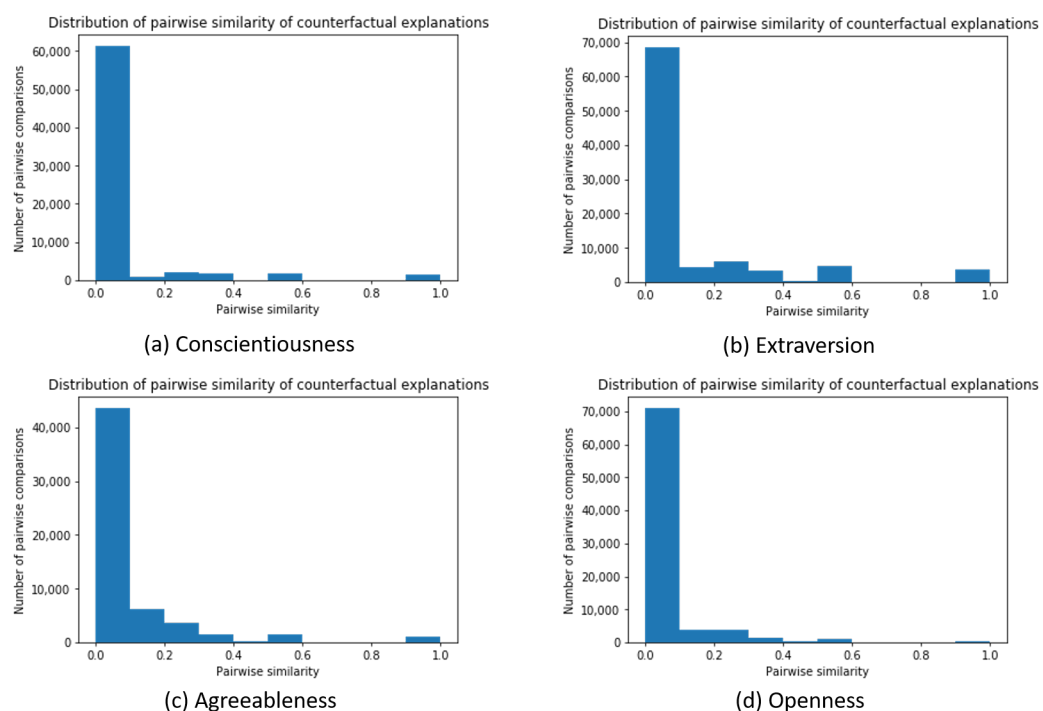 Distribution of pairwise similarity of counterfactual explanations
Number of pairwise comparisons
60,000
50,000
40,000
30,000
20,000
10,000
0
0.0 0.2 0.4 0.6 0.8 1.0
Pairwise similarity
(a) Conscientiousness
Distribution of pairwise similarity of counterfactual explanations
Number of pairwise comparisons
70,000
60,000
50,000
40,000
30,000
20,000
10,000
0
0.0 0.2 0.4 0.6 0.8 1.0
Pairwise similarity
(b) Extraversion
Distribution of pairwise similarity of counterfactual explanations
Number of pairwise comparisons
40,000
30,000
20,000
10,000
0
0.0 0.2 0.4 0.6 0.8 1.0
Pairwise similarity
(c) Agreeableness
Distribution of pairwise similarity of counterfactual explanations
Number of pairwise comparisons
70,000
60,000
50,000
40,000
30,000
20,000
10,000
0
0.0 0.2 0.4 0.6 0.8 1.0
Pairwise similarity
(d) Openness